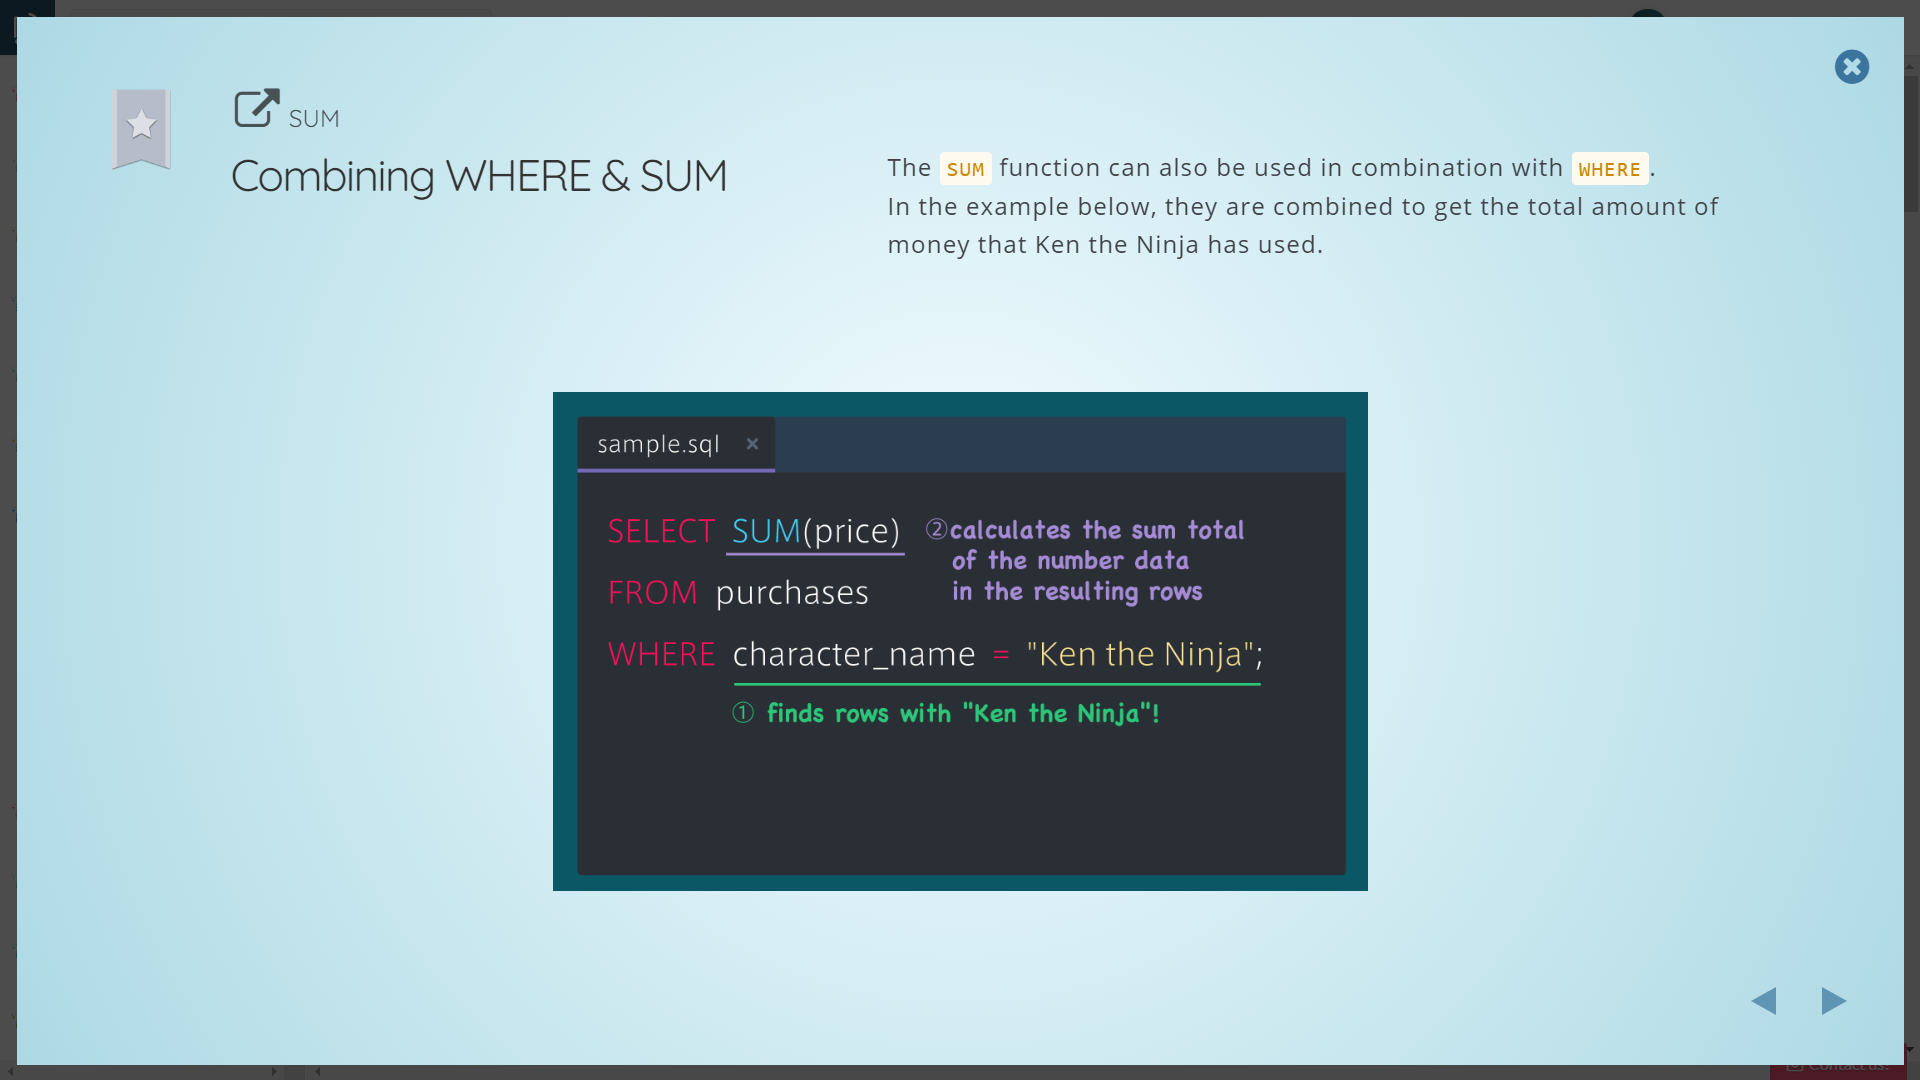 SUM
Combining WHERE & SUM
The SUM function can also be used in combination with WHERE.
In the example below, they are combined to get the total amount of
money that Ken the Ninja has used.
sample.sql ×
SELECT SUM(price) ②calculates the sum total
of the number data
FROM purchases in the resulting rows
WHERE character_name = "Ken the Ninja";
① finds rows with "Ken the Ninja"!
Contact us!